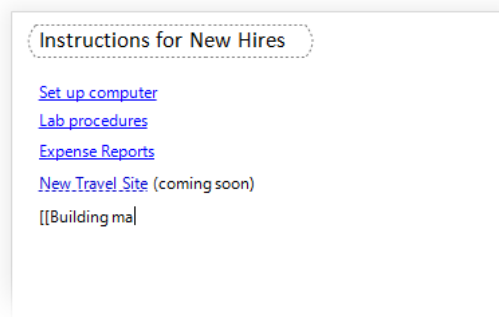 Instructions for New Hires
Set up computer
Lab procedures
Expense Reports
New Travel Site (coming soon)
[[Building ma